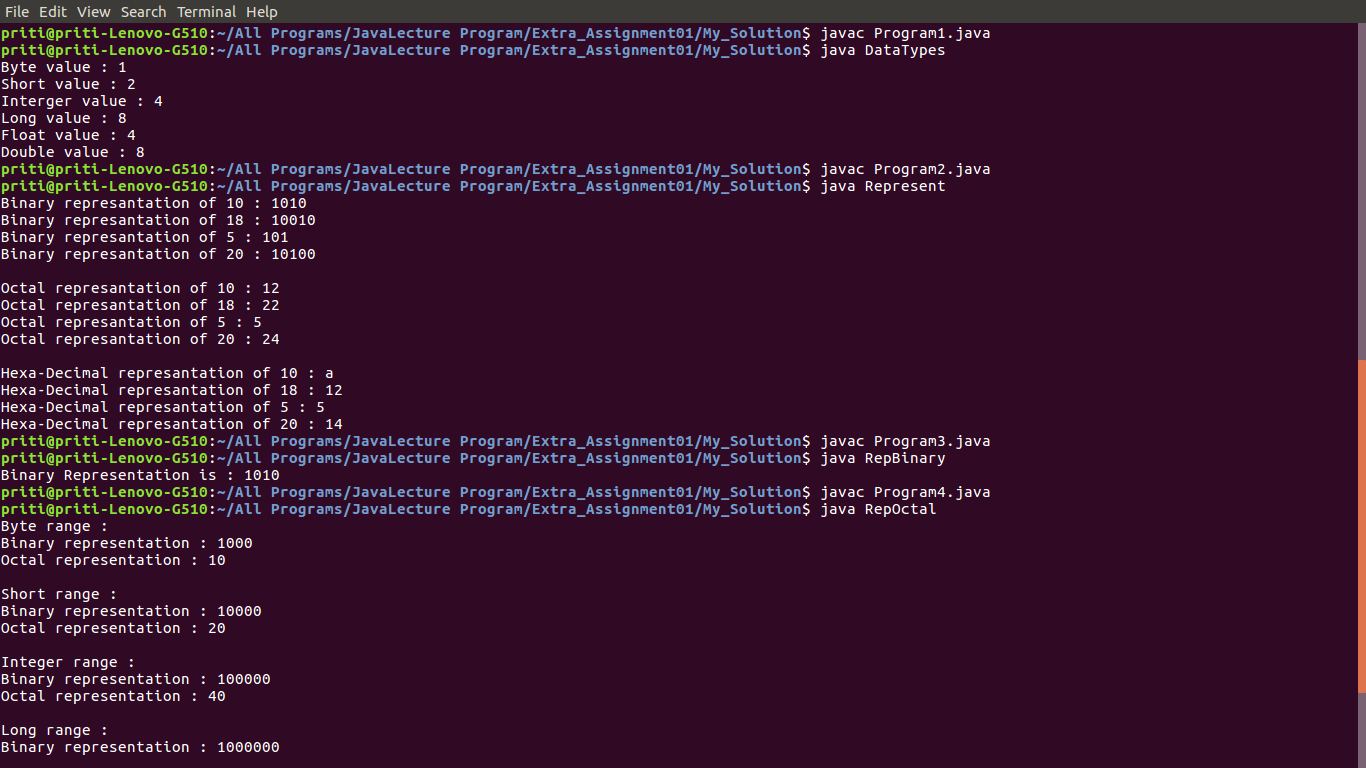 File Edit View Search Terminal Help
priti@priti-Lenovo-G510:~/All Programs/JavaLecture Program/Extra_Assignment01/My_Solution$ javac Program1.java
priti@priti-Lenovo-G510:~/All Programs/JavaLecture Program/Extra_Assignment01/My_Solution$ java DataTypes
Byte value : 1
Short value : 2
Interger value : 4
Long value : 8
Float value : 4
Double value : 8
priti@priti-Lenovo-G510:~/All Programs/JavaLecture Program/Extra_Assignment01/My_Solution$ javac Program2.java
priti@priti-Lenovo-G510:~/All Programs/JavaLecture Program/Extra_Assignment01/My_Solution$ java Represent
Binary represantation of 10 : 1010
Binary represantation of 18 : 10010
Binary represantation of 5 : 101
Binary represantation of 20 : 10100

Octal represantation of 10 : 12
Octal represantation of 18 : 22
Octal represantation of 5 : 5
Octal represantation of 20 : 24

Hexa-Decimal represantation of 10 : a
Hexa-Decimal represantation of 18 : 12
Hexa-Decimal represantation of 5 : 5
Hexa-Decimal represantation of 20 : 14
priti@priti-Lenovo-G510:~/All Programs/JavaLecture Program/Extra_Assignment01/My_Solution$ javac Program3.java
priti@priti-Lenovo-G510:~/All Programs/JavaLecture Program/Extra_Assignment01/My_Solution$ java RepBinary
Binary Representation is : 1010
priti@priti-Lenovo-G510:~/All Programs/JavaLecture Program/Extra_Assignment01/My_Solution$ javac Program4.java
priti@priti-Lenovo-G510:~/All Programs/JavaLecture Program/Extra_Assignment01/My_Solution$ java RepOctal
Byte range :
Binary representation : 1000
Octal representation : 10

Short range :
Binary representation : 10000
Octal representation : 20

Integer range :
Binary representation : 100000
Octal representation : 40

Long range :
Binary representation : 1000000